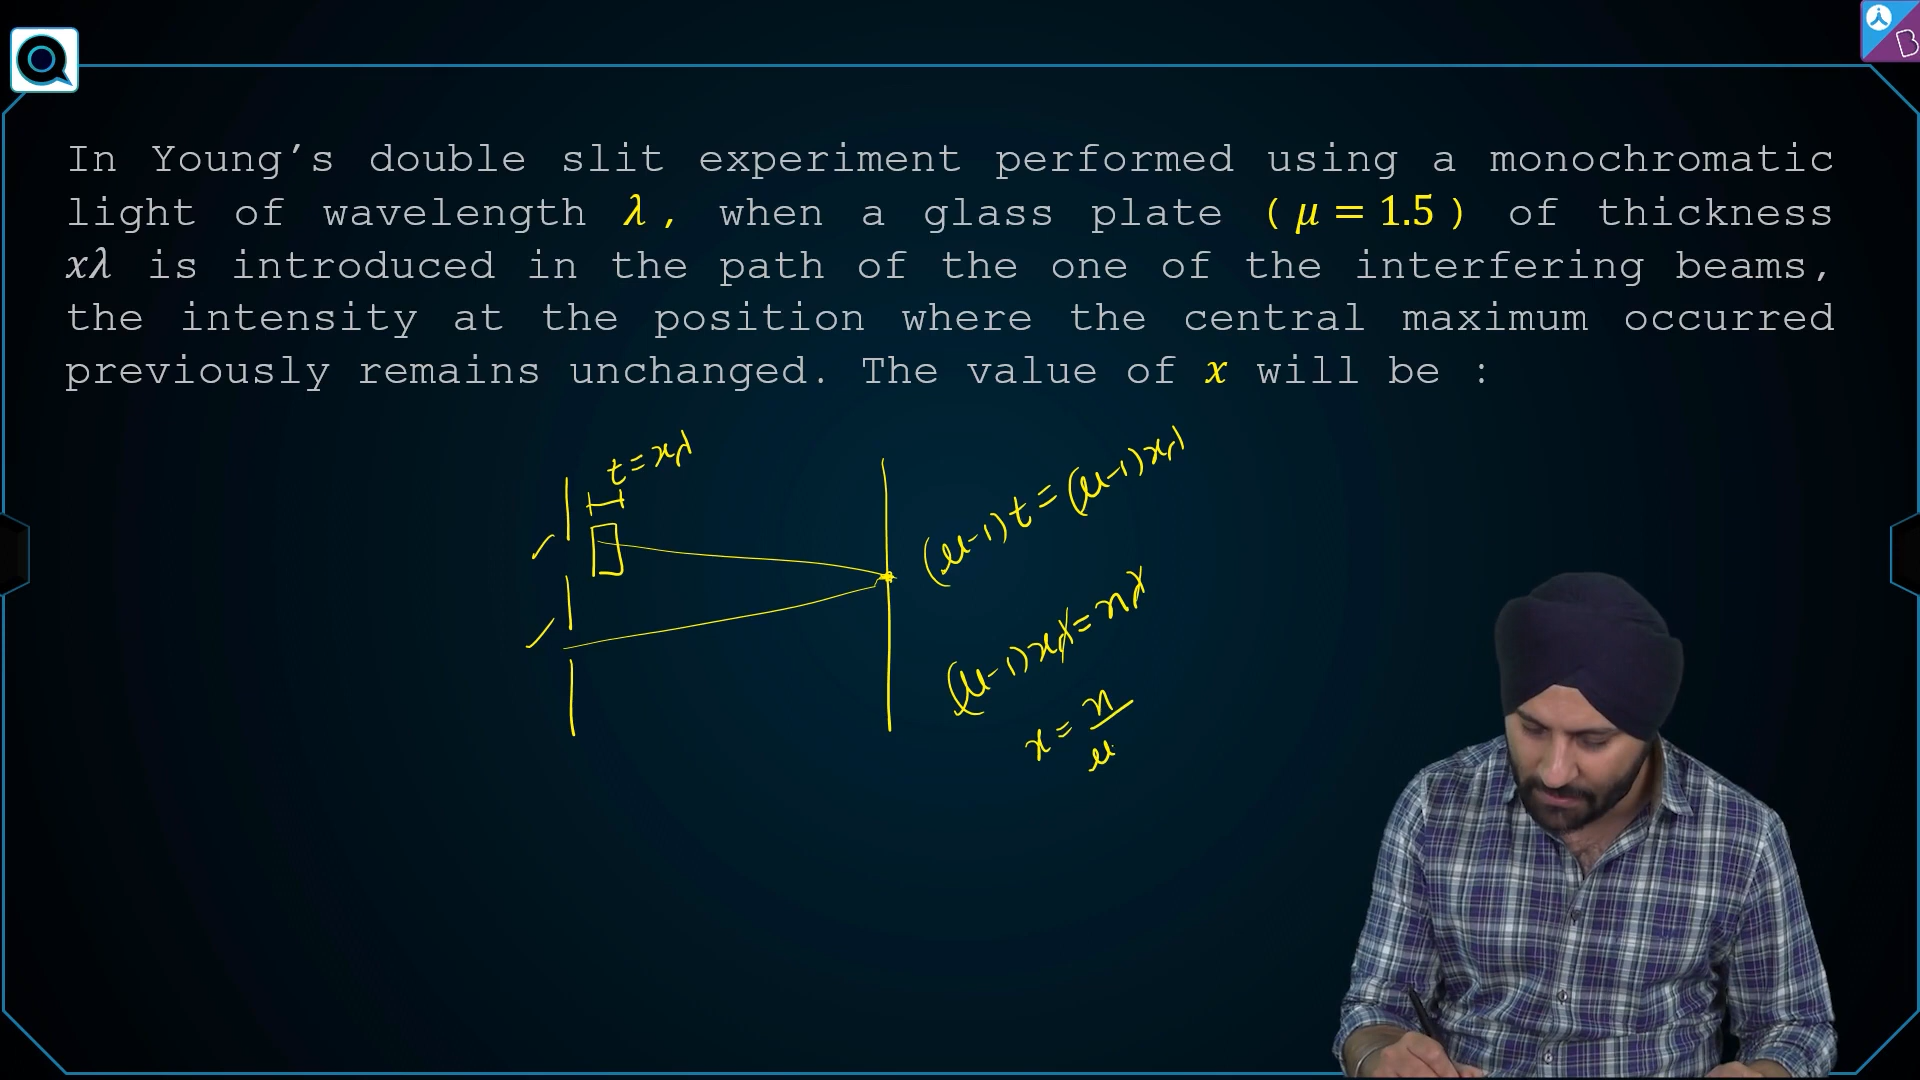 In Young’s double slit experiment performed using a monochromatic
light of wavelength λ, when a glass plate (μ = 1.5) of thickness
xλ is introduced in the path of the one of the interfering beams,
the intensity at the position where the central maximum occurred
previously remains unchanged. The value of x will be :
t = xλ
(μ-1) t = (μ-1) xλ
(μ-1) xλ = nλ
x = n
μ
B